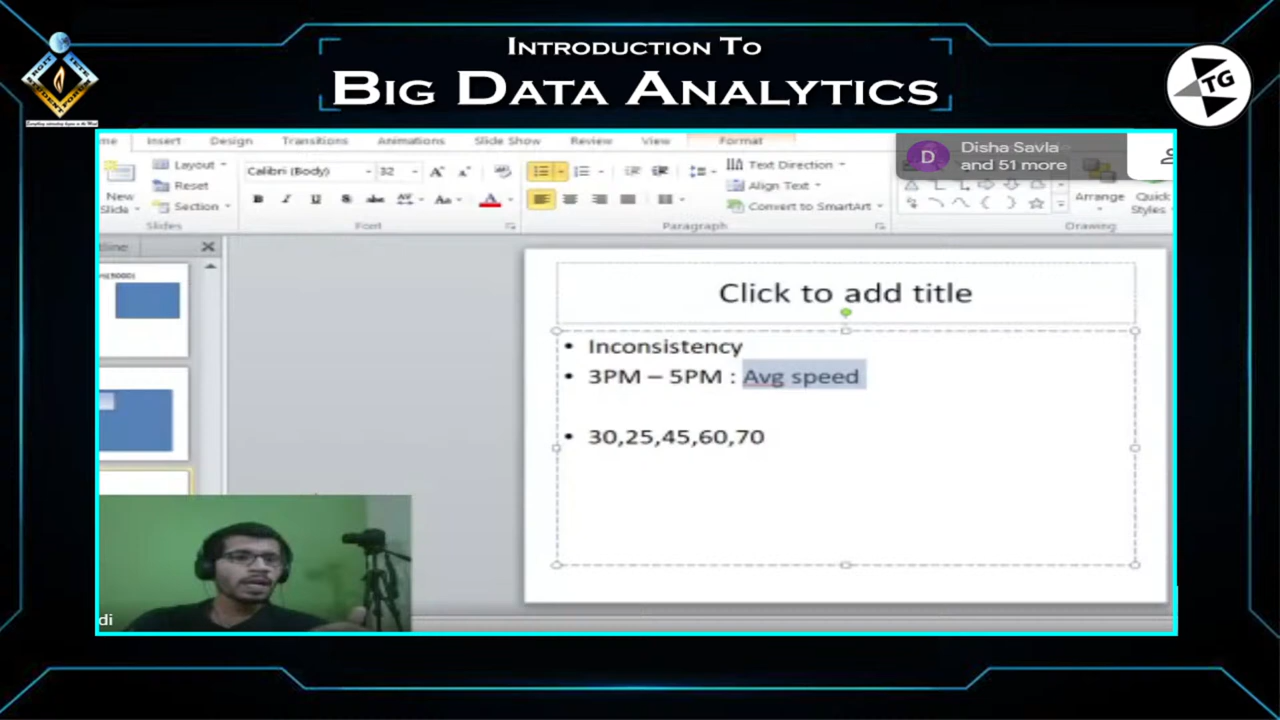 Introduction To
Big Data Analytics
TG
Insert Design Transitions Animations Slide Show Review View Format
Disha Savla
and 51 more
D
Layout
Reset
Section
New
Slide
Slides
Calibri (Body) 32
Font
Text Direction
Align Text
Convert to SmartArt
Paragraph
Arrange
Quick
Styles
Drawing
Click to add title
• Inconsistency
• 3PM – 5PM : Avg speed
• 30,25,45,60,70
di